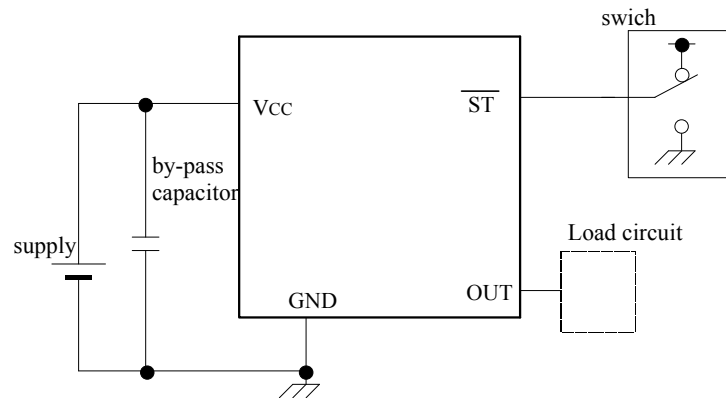 swich
VCC
ST
by-pass
capacitor
supply
Load circuit
GND
OUT